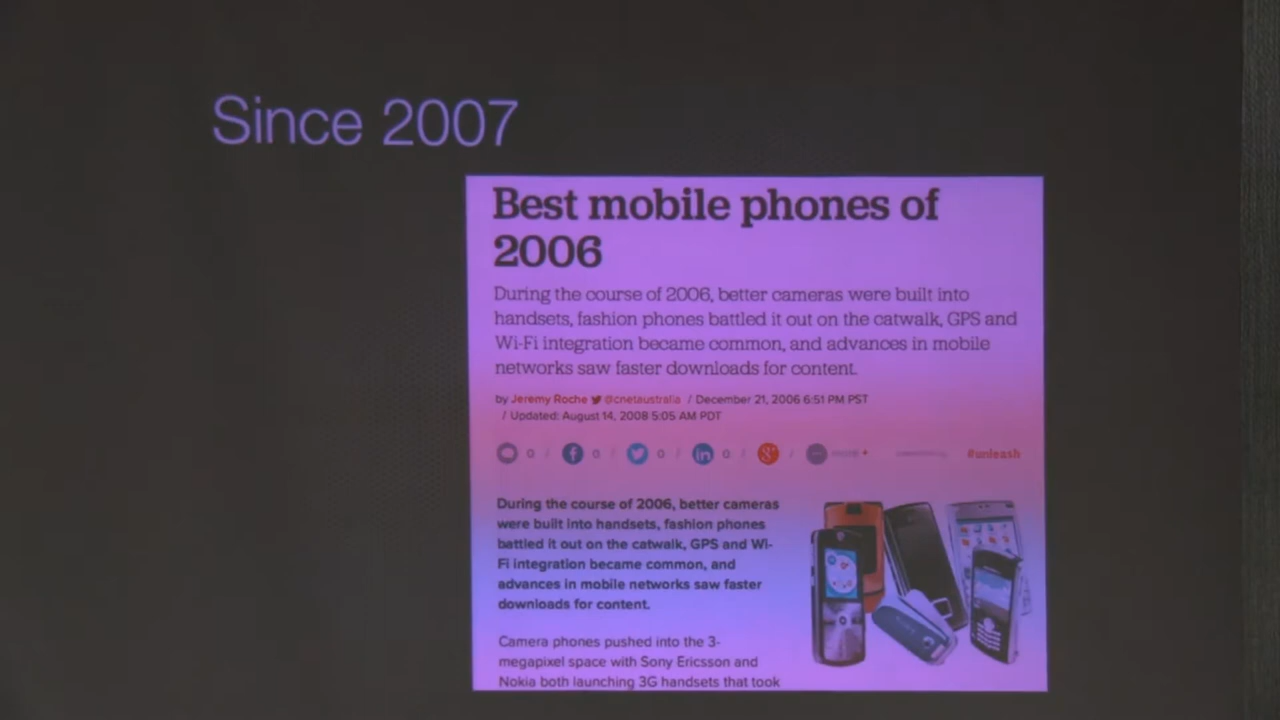 Since 2007
Best mobile phones of
2006
During the course of 2006, better cameras were built into
handsets, fashion phones battled it out on the catwalk, GPS and
Wi-Fi integration became common, and advances in mobile
networks saw faster downloads for content.
by Jeremy Roche @cnetaustralia / December 21, 2006 6:51 PM PST
/ Updated: August 14, 2008 5:05 AM PDT
0 / f 0 / 0 / in 0 / g+ / more + #unleash
During the course of 2006, better cameras
were built into handsets, fashion phones
battled it out on the catwalk, GPS and Wi-
Fi integration became common, and
advances in mobile networks saw faster
downloads for content.
Camera phones pushed into the 3-
megapixel space with Sony Ericsson and
Nokia both launching 3G handsets that took